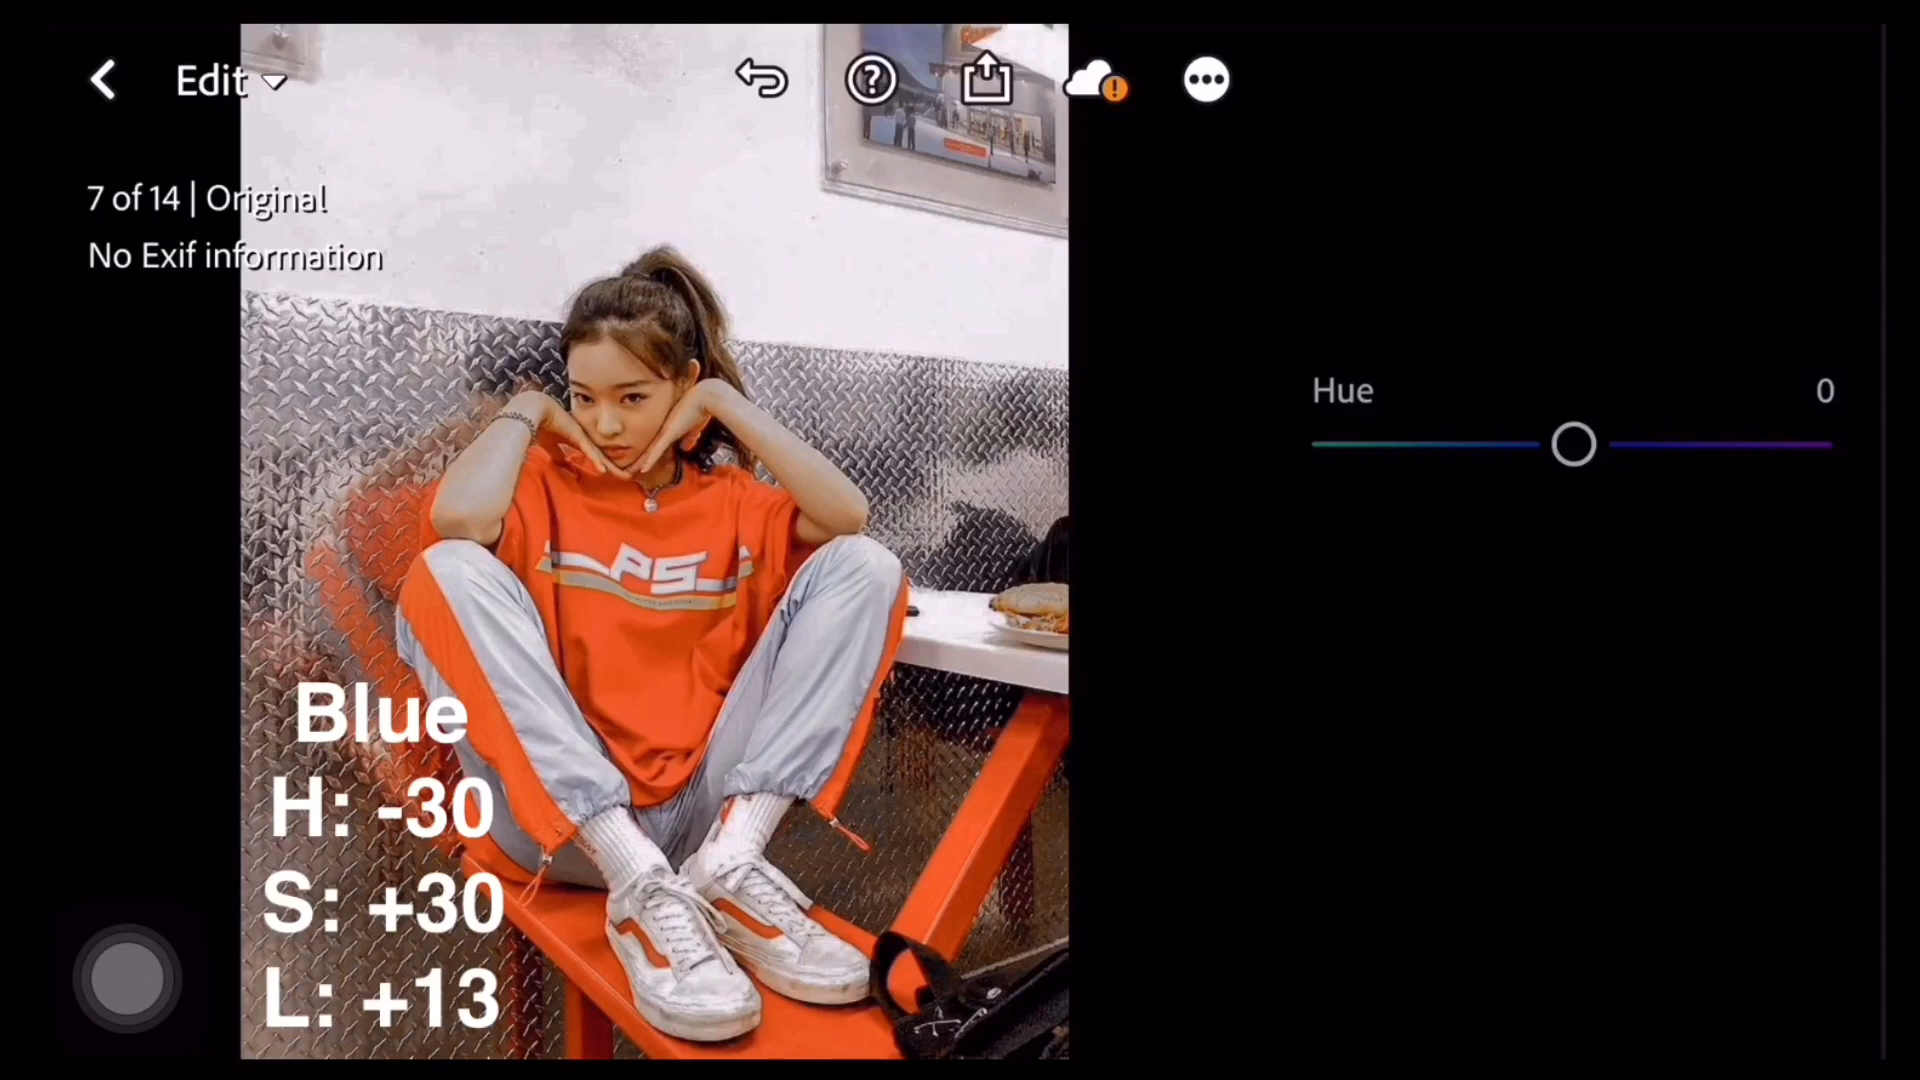 Edit
7 of 14 | Original
No Exif information
Hue 0
PS
Blue
H: -30
S: +30
L: +13